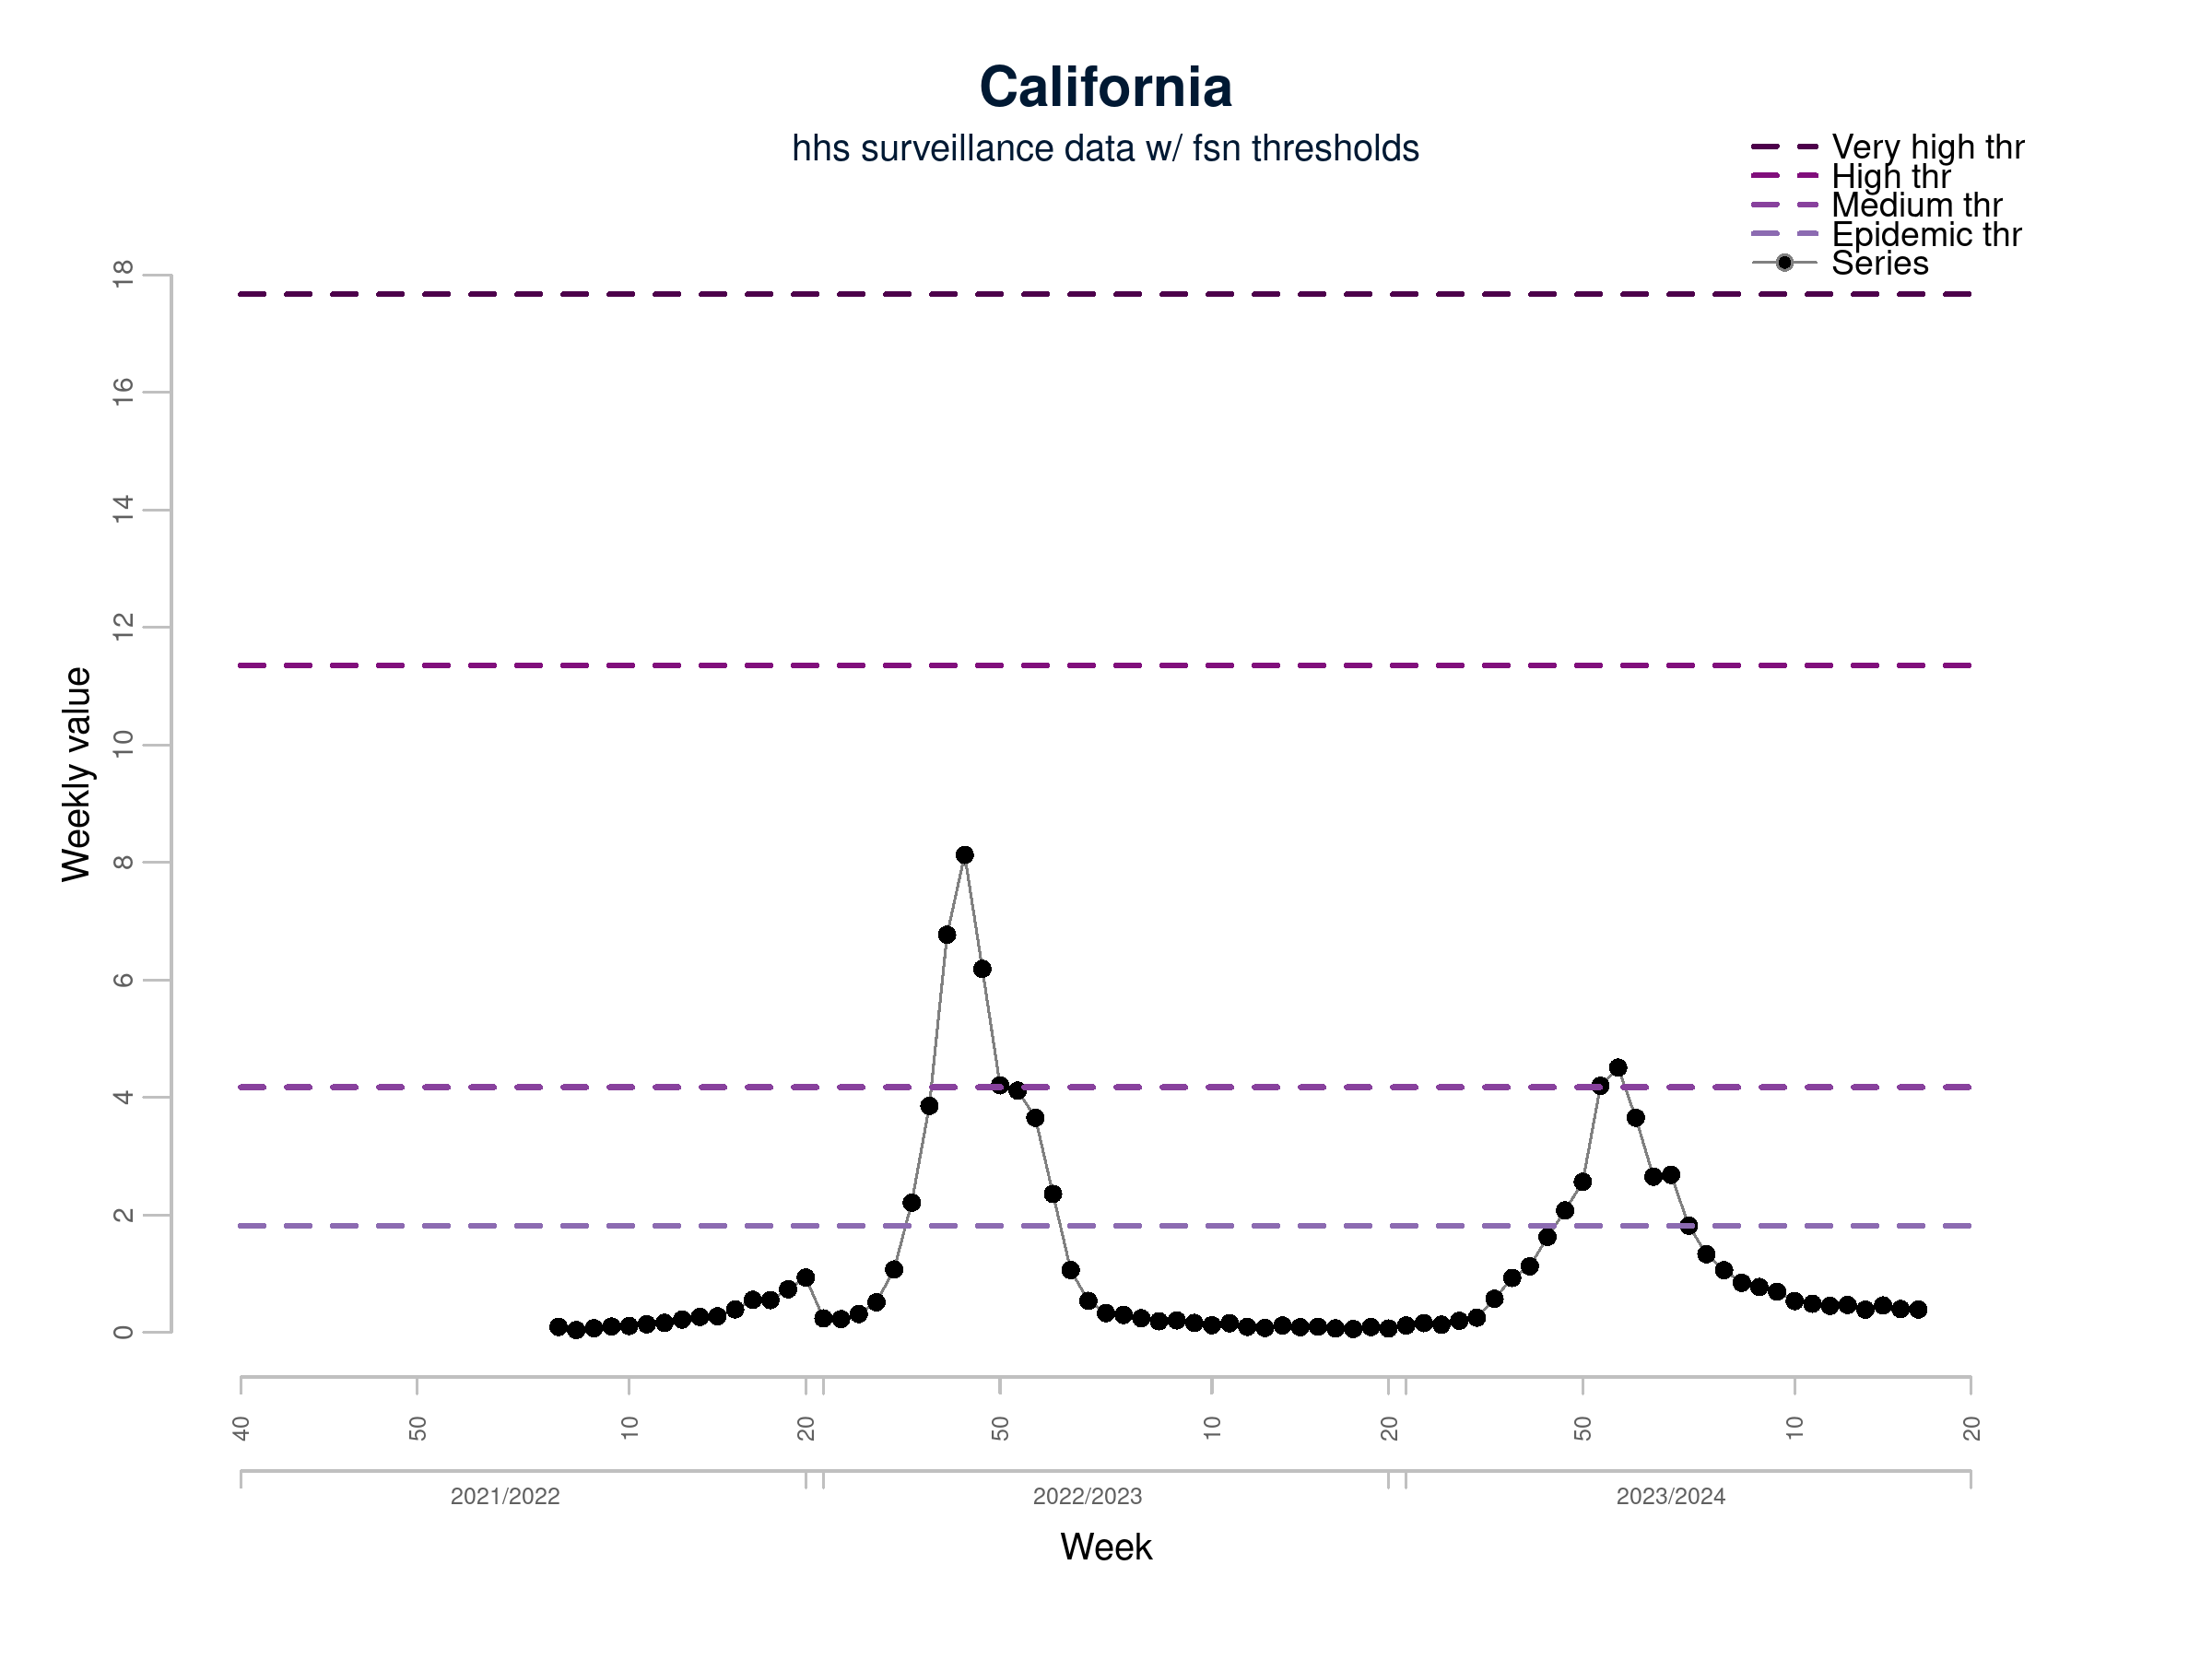 California
hhs surveillance data w/ fsn thresholds
Very high thr
High thr
Medium thr
Epidemic thr
Series
18
16
14
12
10
8
6
4
2
0
Weekly value
40 50 10 20 50 10 20 50 10 20
2021/2022 2022/2023 2023/2024
Week